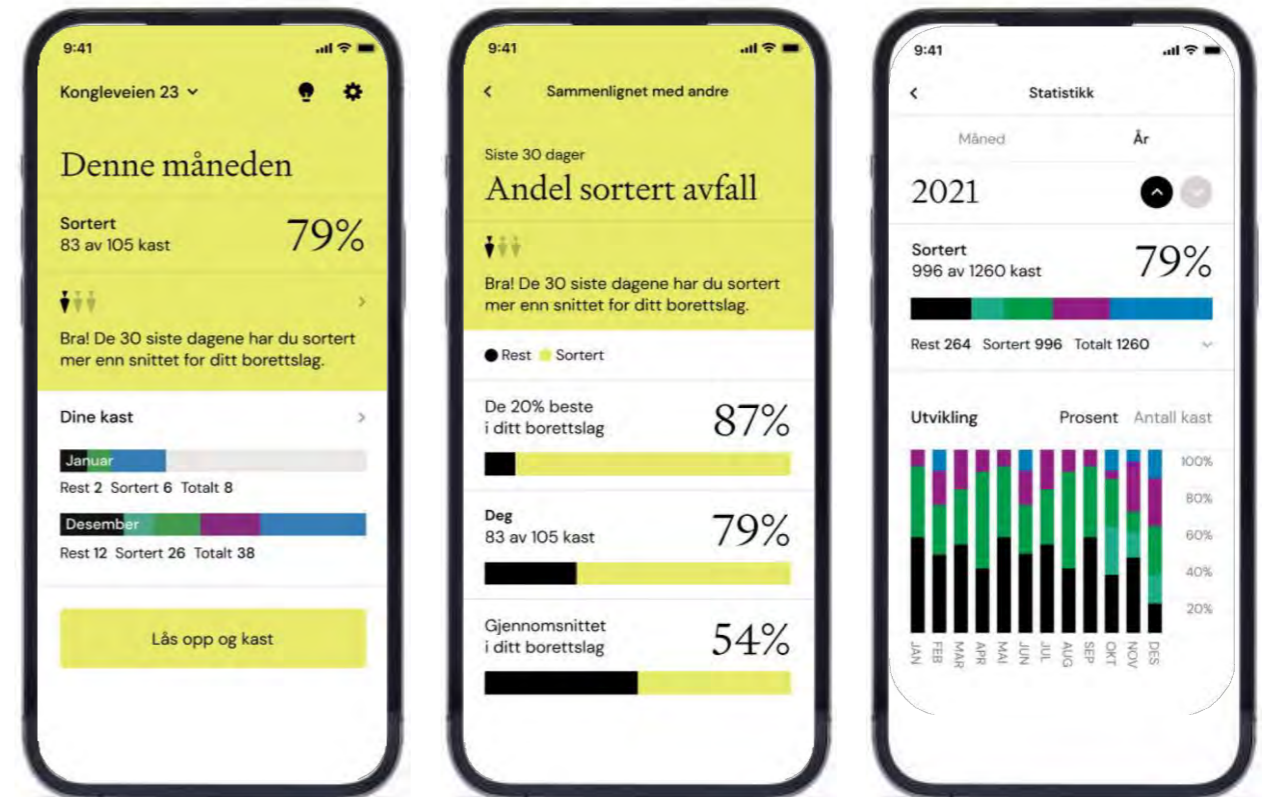 9:41
Kongleveien 23
Denne måneden
Sortert
83 av 105 kast
79%
Bra! De 30 siste dagene har du sortert
mer enn snittet for ditt borettslag.
Dine kast
Januar
Rest 2 Sortert 6 Totalt 8
Desember
Rest 12 Sortert 26 Totalt 38
Lås opp og kast
9:41
Sammenlignet med andre
Siste 30 dager
Andel sortert avfall
Bra! De 30 siste dagene har du sortert
mer enn snittet for ditt borettslag.
Rest Sortert
De 20% beste
i ditt borettslag
87%
Deg
83 av 105 kast
79%
Gjennomsnittet
i ditt borettslag
54%
9:41
Statistikk
Måned År
2021
Sortert
996 av 1260 kast
79%
Rest 264 Sortert 996 Totalt 1260
Utvikling Prosent Antall kast
100%
80%
60%
40%
20%
JAN FEB MAR APR MAI JUN JUL AUG SEP OKT NOV DES